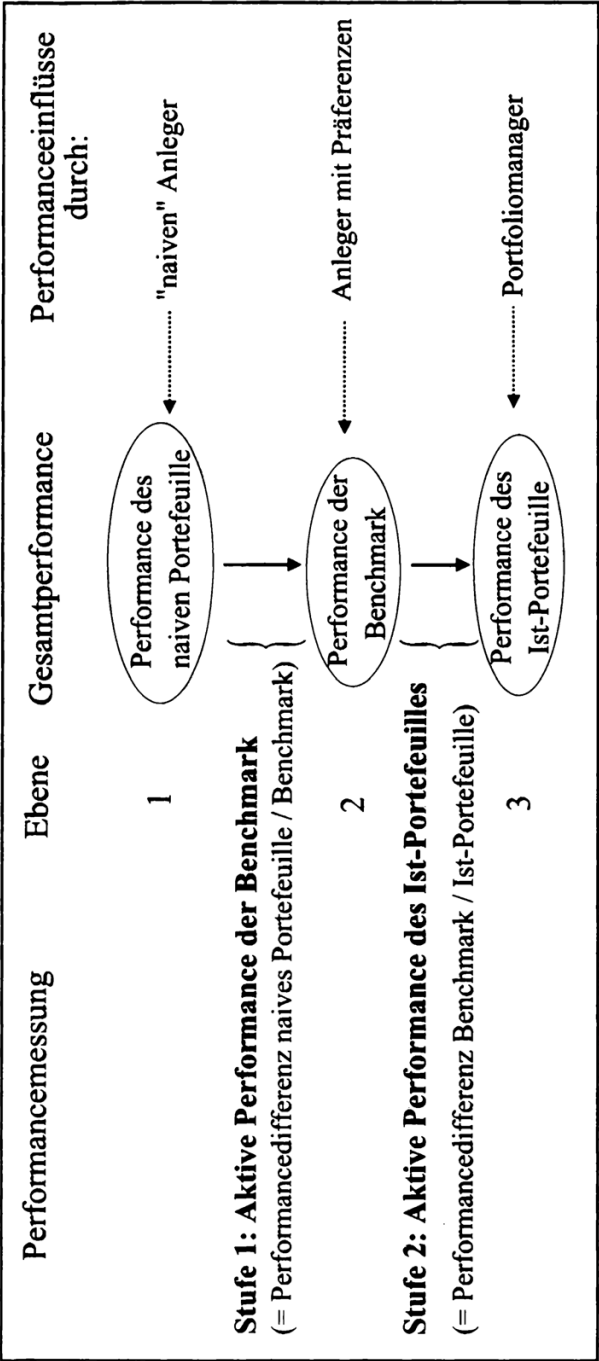 Performancemessung
Ebene
Gesamtperformance
Performanceeinflüsse
durch:
1
Performance des
naiven Portefeuille
"naiven" Anleger
Stufe 1: Aktive Performance der Benchmark
(= Performancedifferenz naives Portefeuille / Benchmark)
2
Performance der
Benchmark
Anleger mit Präferenzen
Stufe 2: Aktive Performance des Ist-Portefeuilles
(= Performancedifferenz Benchmark / Ist-Portefeuille)
3
Performance des
Ist-Portefeuille
Portfoliomanager